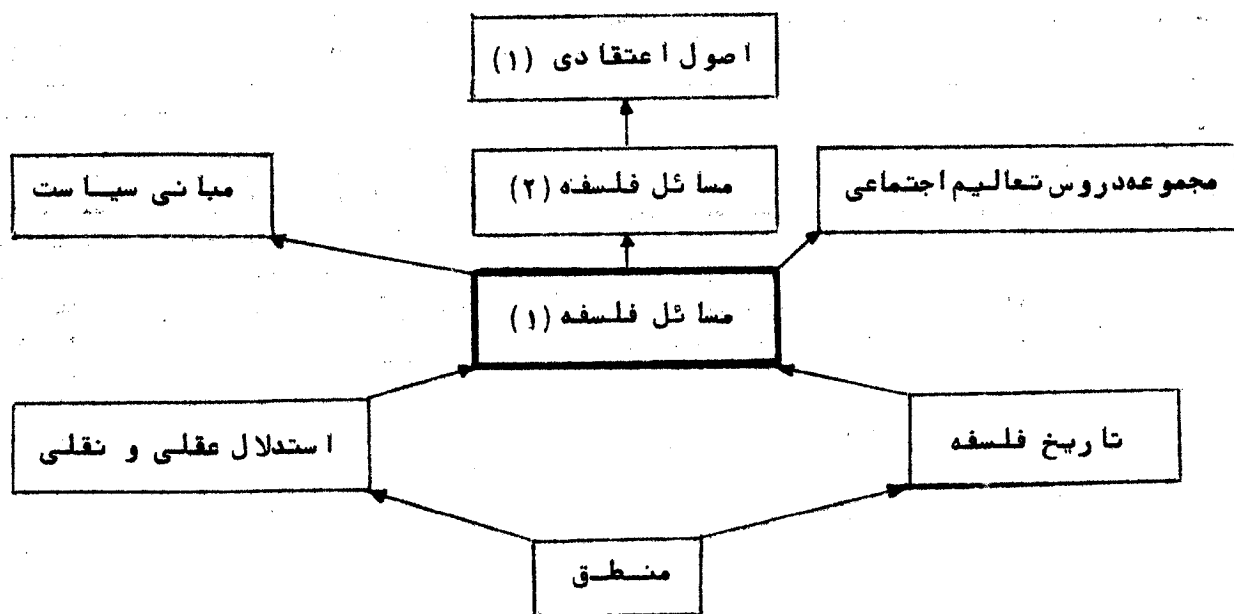 اصول اعتقادی (۱)
مجموعه دروس تعالیم اجتماعی
مسائل فلسفه (۲)
مبانی سیاست
مسائل فلسفه (۱)
تاریخ فلسفه
استدلال عقلی و نقلی
منطق